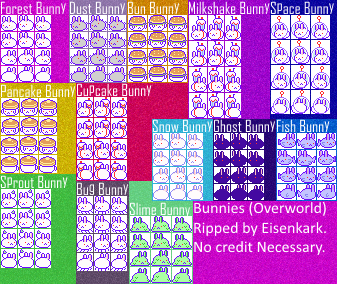 Forest Bunny
Dust Bunny
Bun Bunny
Milkshake Bunny
Space Bunny
Pancake Bunny
Cupcake Bunny
Snow Bunny
Ghost Bunny
Fish Bunny
Sprout Bunny
Bug Bunny
Slime Bunny
Bunnies (Overworld)
Ripped by Eisenkark.
No credit Necessary.